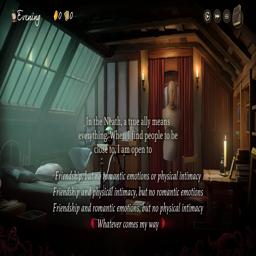 Evening 0 0
In the Neath, a true ally means
everything. When I find people to be
close to, I am open to
Friendship, but no romantic emotions or physical intimacy
Friendship and physical intimacy, but no romantic emotions
Friendship and romantic emotions, but no physical intimacy
Whatever comes my way